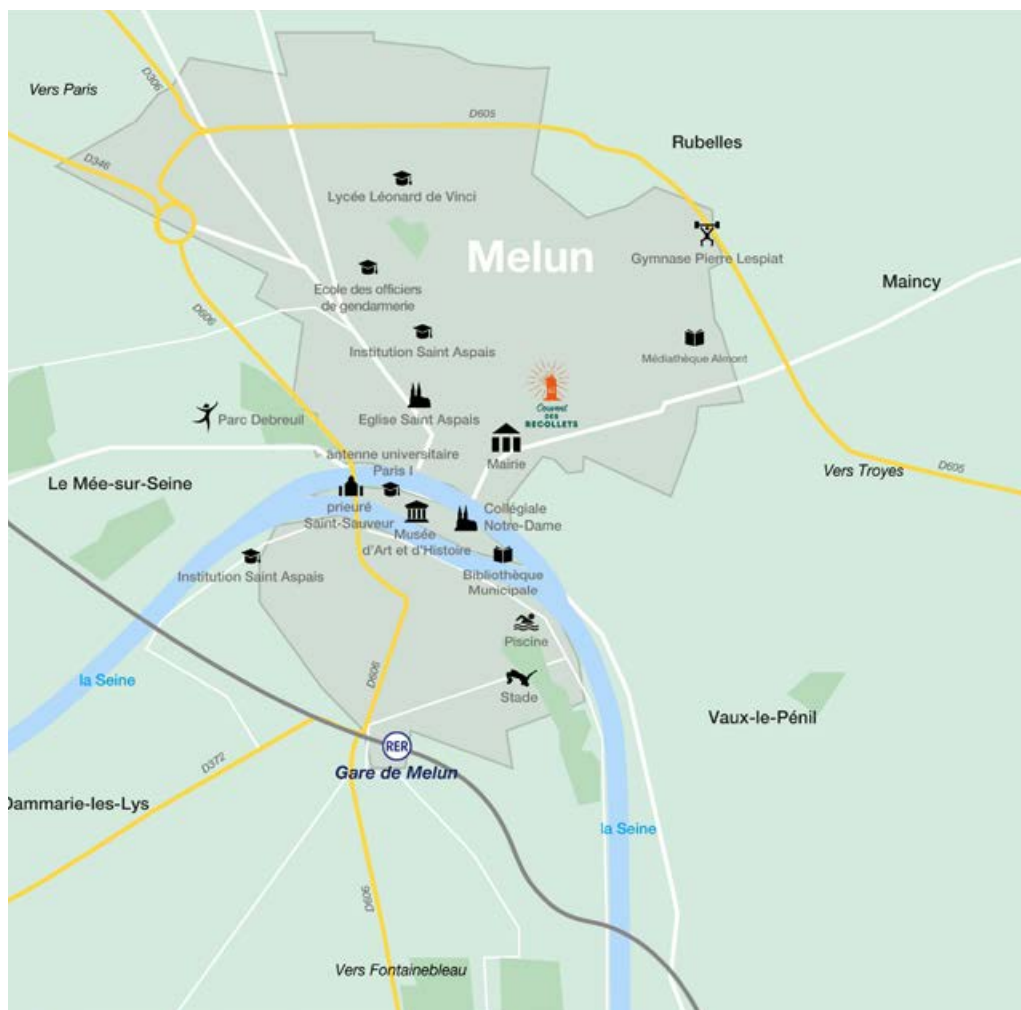 Vers Paris
D306
D605
Rubelles
D346
Lycée Léonard de Vinci
Melun
Gymnase Pierre Lespiat
Maincy
Ecole des officiers
de gendarmerie
D606
Institution Saint Aspais
Médiathèque Almont
Couvent
DES
RECOLLETS
Parc Debreuil
Eglise Saint Aspais
Mairie
antenne universitaire
Paris I
Vers Troyes
D605
Le Mée-sur-Seine
prieuré
Saint-Sauveur
Musée
d'Art et d'Histoire
Collégiale
Notre-Dame
Institution Saint Aspais
Bibliothèque
Municipale
Piscine
la Seine
D606
Stade
Vaux-le-Pénil
RER
Gare de Melun
D372
Dammarie-les-Lys
la Seine
D606
Vers Fontainebleau